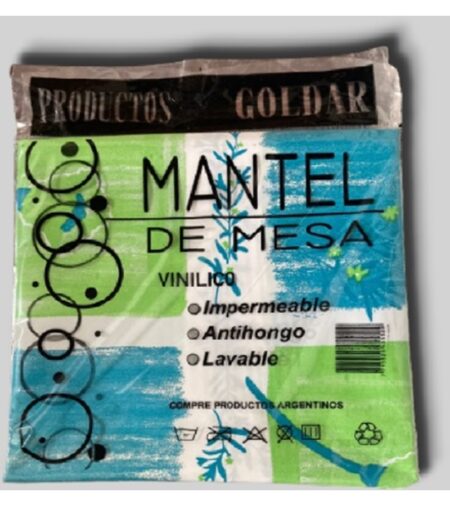 PRODUCTOS GOLDAR
MANTEL
DE MESA
VINILICO
Impermeable
Antihongo
Lavable
COMPRE PRODUCTOS ARGENTINOS